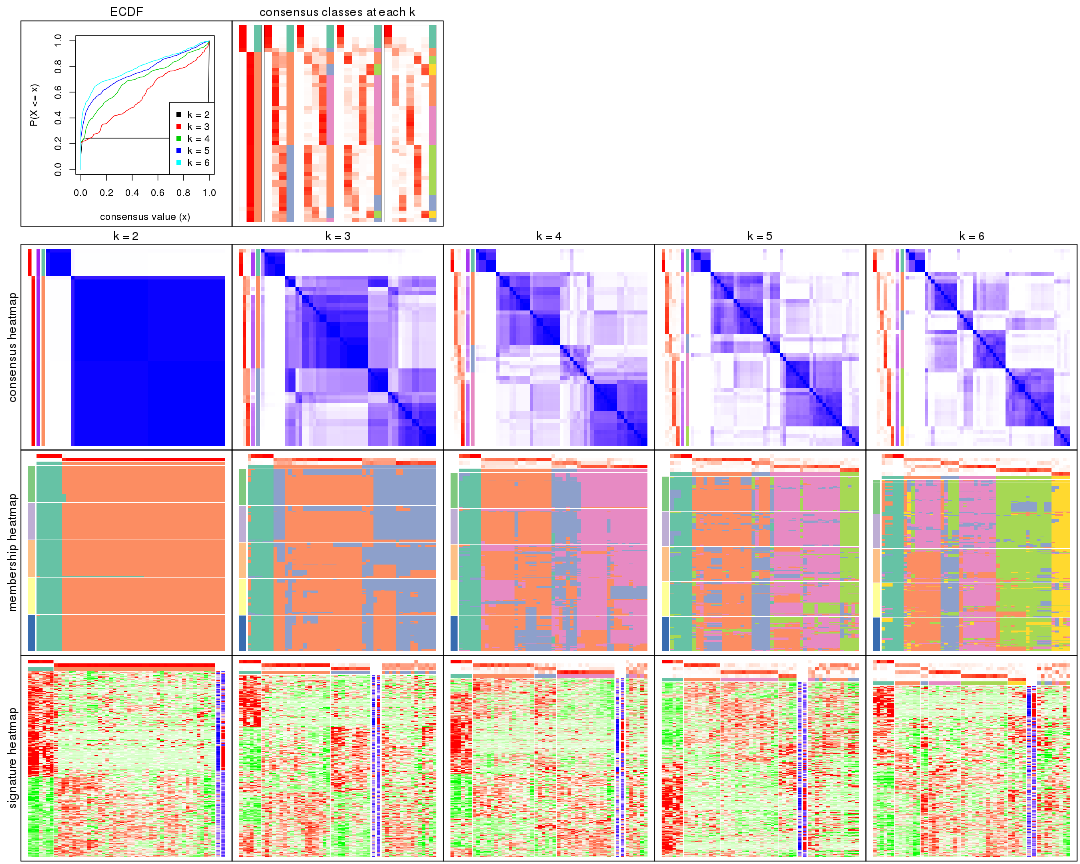 ECDF
consensus classes at each k
P(X <= x)
0.0 0.2 0.4 0.6 0.8 1.0
k = 2
k = 3
k = 4
k = 5
k = 6
0.0 0.2 0.4 0.6 0.8 1.0
consensus value (x)
k = 2 k = 3 k = 4 k = 5 k = 6
consensus heatmap
membership heatmap
signature heatmap